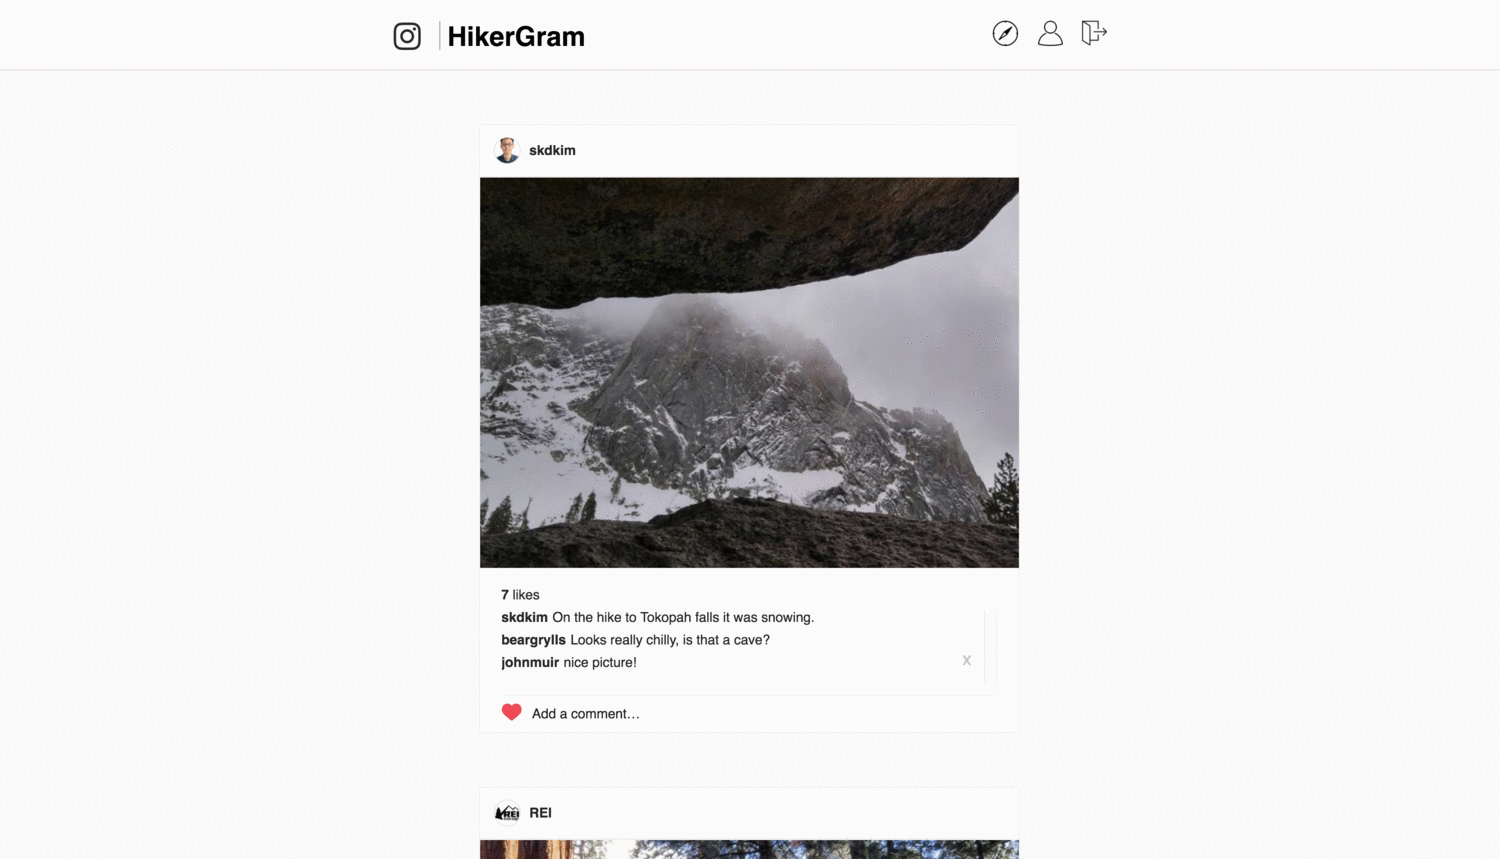 HikerGram
skdkim
7 likes
skdkim On the hike to Tokopah falls it was snowing.
beargrylls Looks really chilly, is that a cave?
johnmuir nice picture!
X
Add a comment…
REI
REI